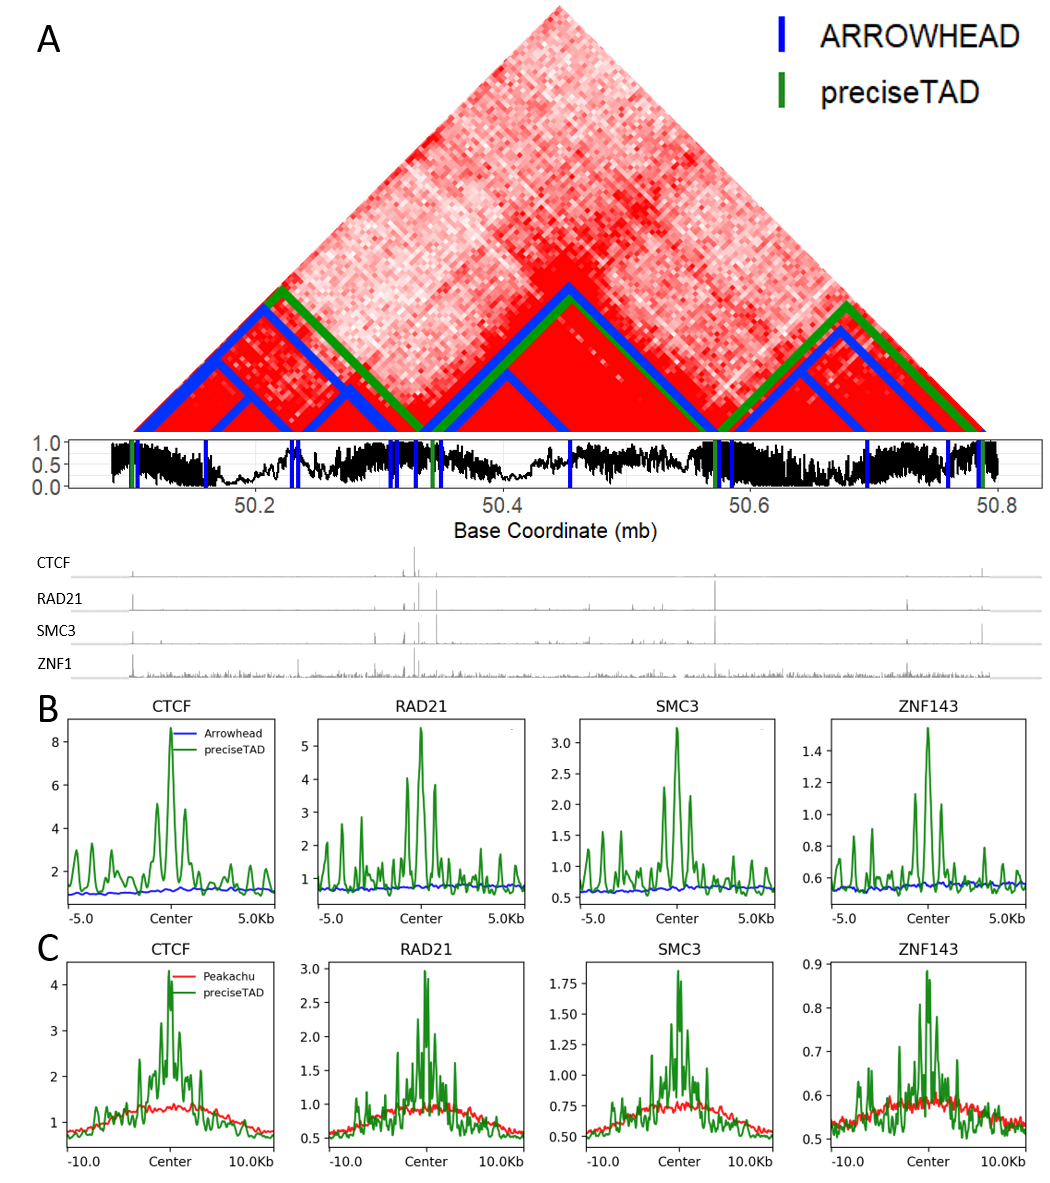 A
ARROWHEAD
preciseTAD
1.0
0.5
0.0
50.2 50.4 50.6 50.8
Base Coordinate (mb)
CTCF
RAD21
SMC3
ZNF1
B
CTCF RAD21 SMC3 ZNF143
Arrowhead
preciseTAD
8
6
4
2
5
4
3
2
1
3.0
2.5
2.0
1.5
1.0
0.5
1.4
1.2
1.0
0.8
0.6
-5.0 Center 5.0Kb -5.0 Center 5.0Kb -5.0 Center 5.0Kb -5.0 Center 5.0Kb
C
CTCF RAD21 SMC3 ZNF143
Peakachu
preciseTAD
4
3
2
1
3.0
2.5
2.0
1.5
1.0
0.5
1.75
1.50
1.25
1.00
0.75
0.50
0.9
0.8
0.7
0.6
0.5
-10.0 Center 10.0Kb -10.0 Center 10.0Kb -10.0 Center 10.0Kb -10.0 Center 10.0Kb